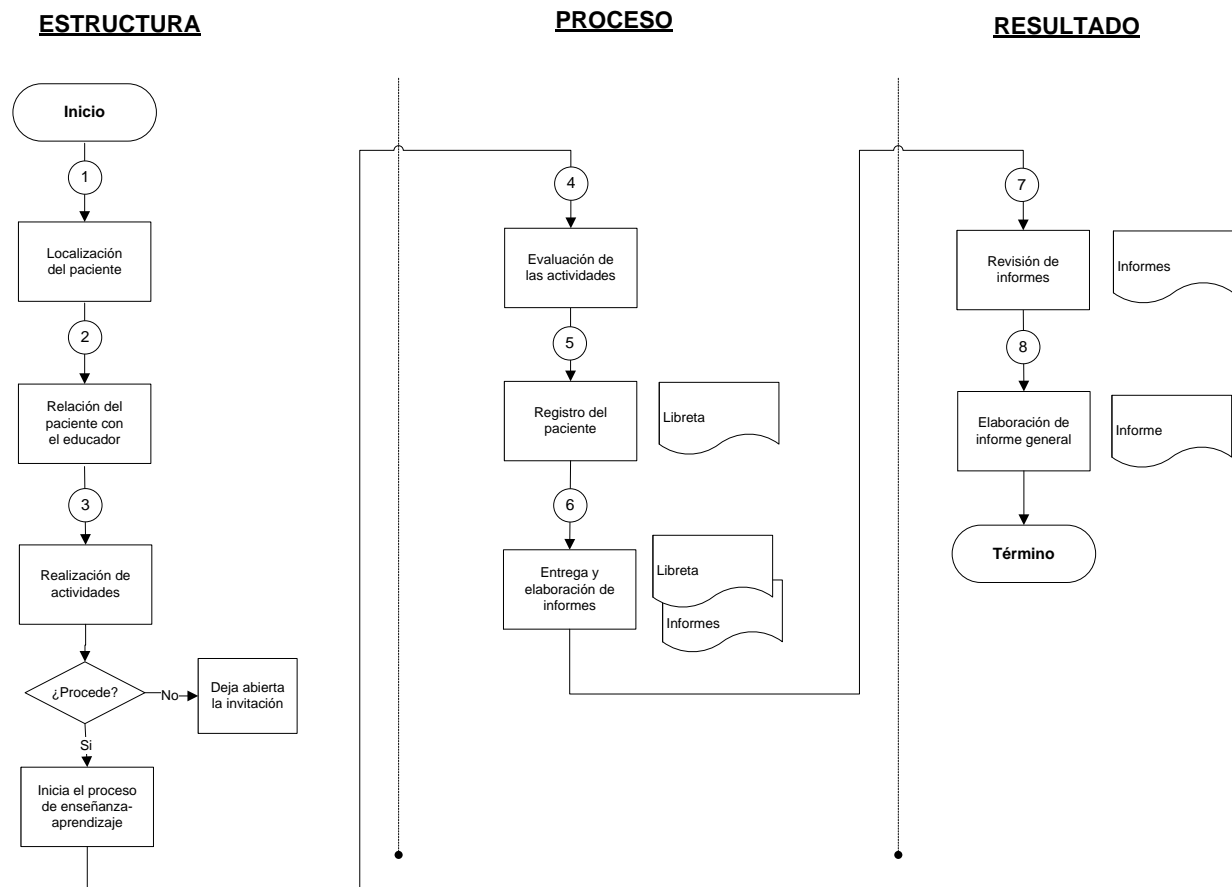 ESTRUCTURA
Inicio
1
Localización
del paciente
2
Relación del
paciente con
el educador
3
Realización de
actividades
¿Procede?
No
Deja abierta
la invitación
Si
Inicia el proceso
de enseñanza-
aprendizaje
PROCESO
4
Evaluación de
las actividades
5
Registro del
paciente
Libreta
6
Entrega y
elaboración de
informes
Libreta
Informes
RESULTADO
7
Revisión de
informes
Informes
8
Elaboración de
informe general
Informe
Término